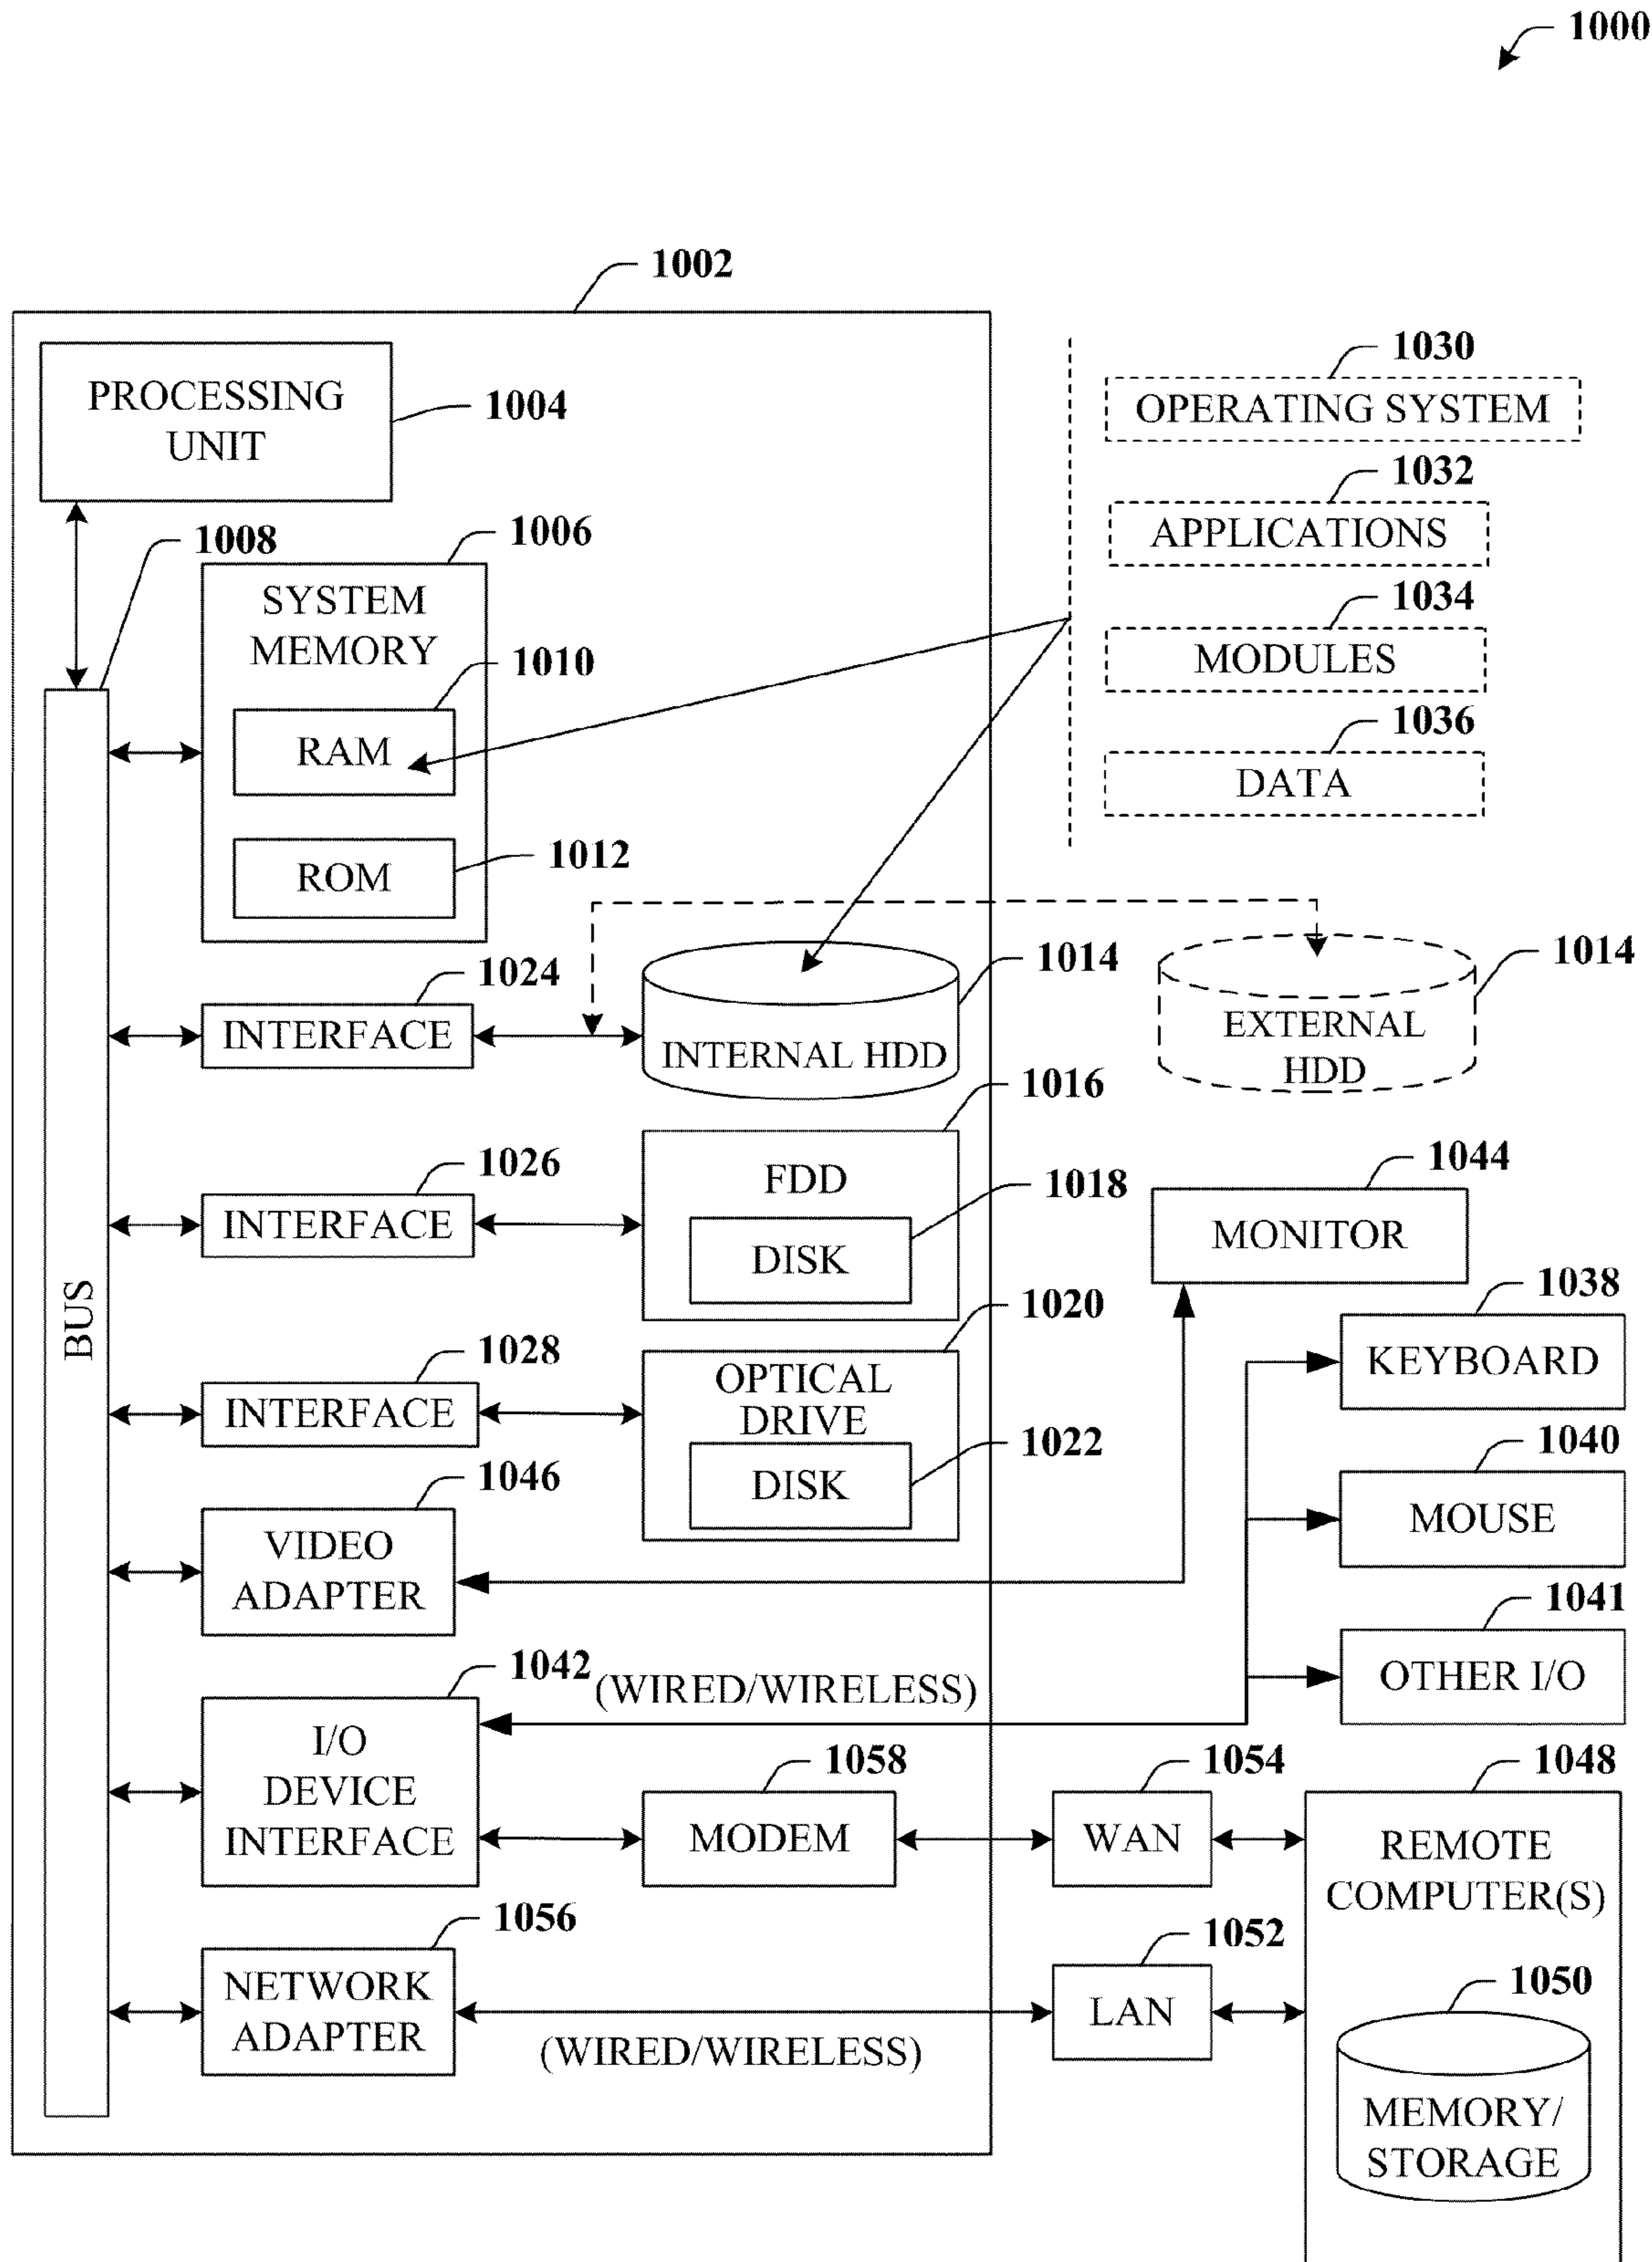 1000
1002
PROCESSING
UNIT
1004
1030
OPERATING SYSTEM
1032
APPLICATIONS
1034
MODULES
1036
DATA
1008
1006
SYSTEM
MEMORY
1010
RAM
1012
ROM
BUS
1024
INTERFACE
1014
INTERNAL HDD
1014
EXTERNAL
HDD
1026
INTERFACE
1016
FDD
1018
DISK
1044
MONITOR
1028
INTERFACE
1020
OPTICAL
DRIVE
1022
DISK
1038
KEYBOARD
1040
MOUSE
1041
OTHER I/O
1046
VIDEO
ADAPTER
1042
(WIRED/WIRELESS)
I/O
DEVICE
INTERFACE
1058
MODEM
1054
WAN
1048
REMOTE
COMPUTER(S)
1056
NETWORK
ADAPTER
(WIRED/WIRELESS)
1052
LAN
1050
MEMORY/
STORAGE